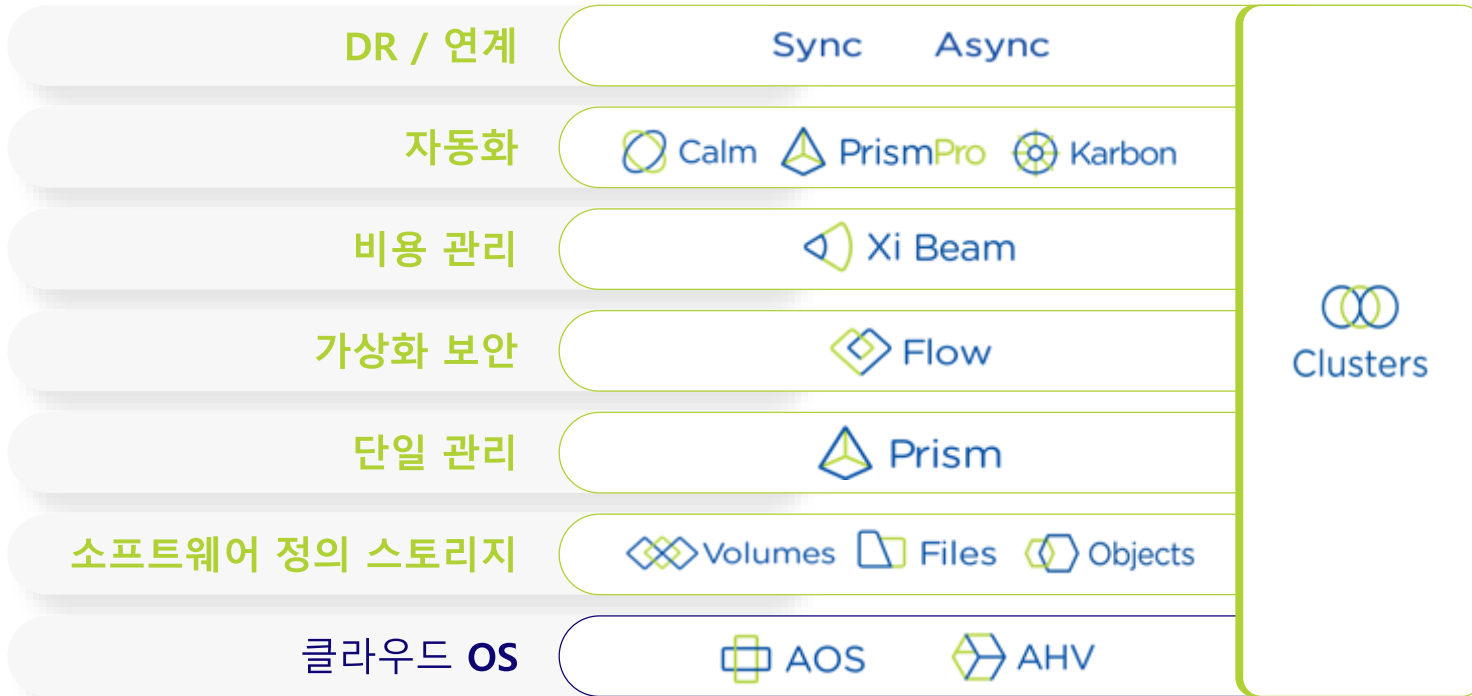 DR / 연계 Sync Async
자동화 Calm PrismPro Karbon
비용 관리 Xi Beam
가상화 보안 Flow
단일 관리 Prism
소프트웨어 정의 스토리지 Volumes Files Objects
클라우드 OS AOS AHV
Clusters